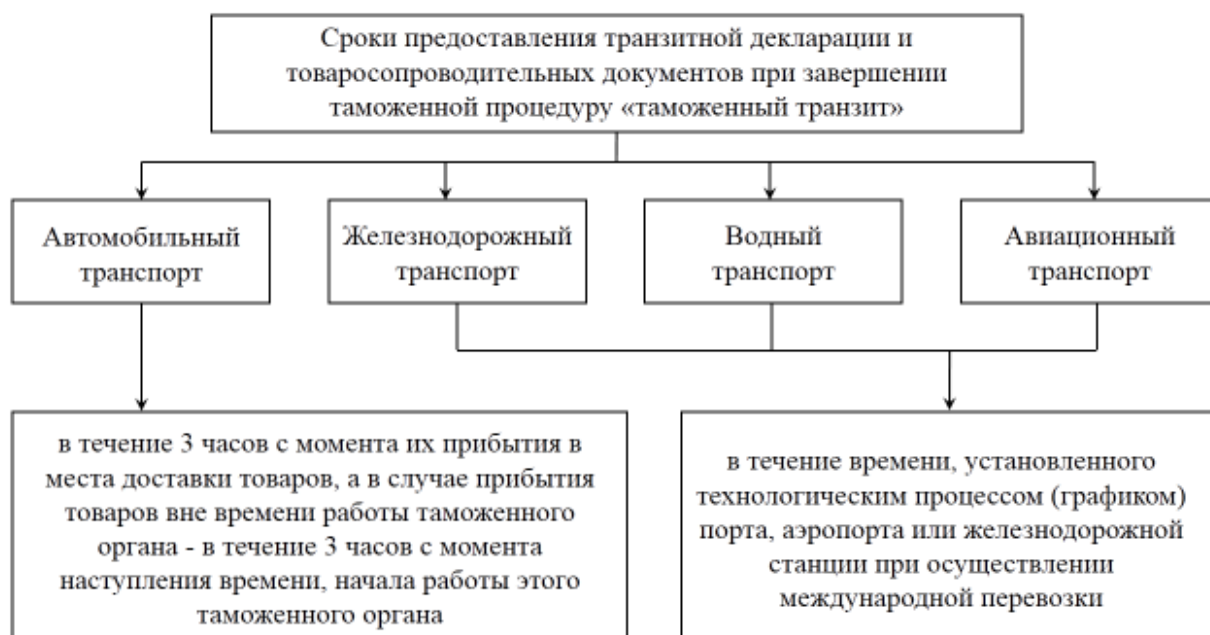 Сроки предоставления транзитной декларации и
товаросопроводительных документов при завершении
таможенной процедуру «таможенный транзит»
Автомобильный
транспорт
Железнодорожный
транспорт
Водный
транспорт
Авиационный
транспорт
в течение 3 часов с момента их прибытия в
места доставки товаров, а в случае прибытия
товаров вне времени работы таможенного
органа - в течение 3 часов с момента
наступления времени, начала работы этого
таможенного органа
в течение времени, установленного
технологическим процессом (графиком)
порта, аэропорта или железнодорожной
станции при осуществлении
международной перевозки